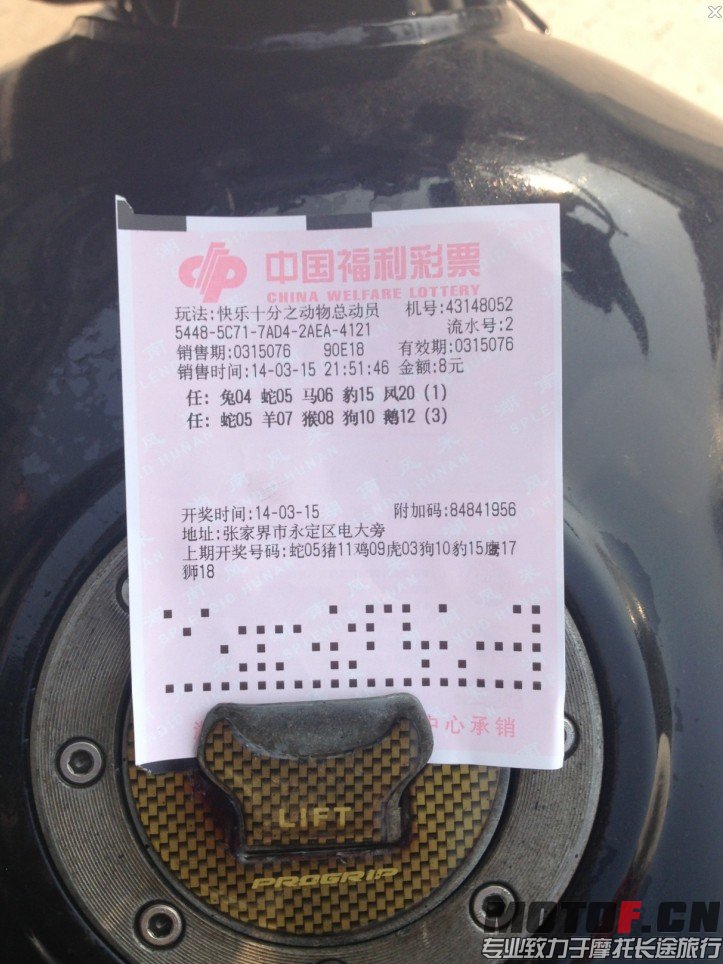 中国福利彩票
CHINA WELFARE LOTTERY
玩法:快乐十分之动物总动员 机号:43148052
5448-5C71-7AD4-2AEA-4121 流水号:2
销售期:0315076 90E18 有效期:0315076
销售时间:14-03-15 21:51:46 金额:8元
任: 兔04 蛇05 马06 豹15 凤20 (1)
任: 蛇05 羊07 猴08 狗10 鹅12 (3)
开奖时间:14-03-15 附加码:84841956
地址:张家界市永定区电大旁
上期开奖号码:蛇05猪11鸡09虎03狗10豹15鹰17
狮18
中心承销
LIFT
PROGRIP
MOTOF.CN
专业致力于摩托长途旅行